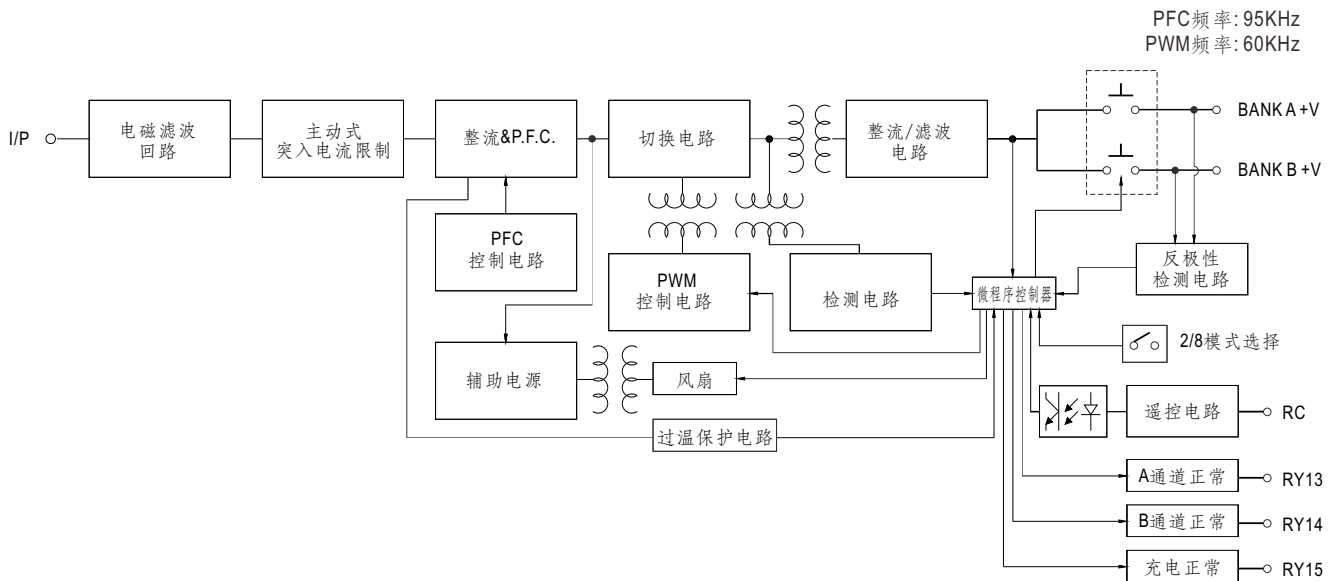 PFC频率: 95KHz
PWM频率: 60KHz
I/P
电磁滤波
回路
主动式
突入电流限制
整流&P.F.C.
切换电路
整流/滤波
电路
BANK A +V
BANK B +V
PFC
控制电路
PWM
控制电路
检测电路
微程序控制器
反极性
检测电路
2/8模式选择
辅助电源
风扇
过温保护电路
遥控电路
RC
A通道正常
RY13
B通道正常
RY14
充电正常
RY15